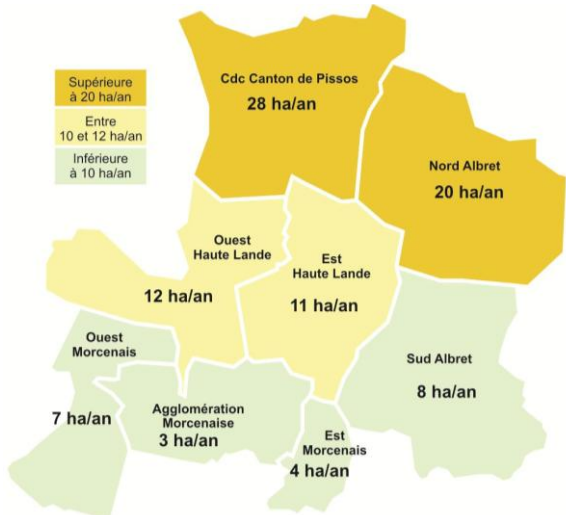 Cdc Canton de Pissos
28 ha/an
Supérieure
à 20 ha/an
Entre
10 et 12 ha/an
Inférieure
à 10 ha/an
Nord Albret
20 ha/an
Ouest
Haute Lande
12 ha/an
Est
Haute Lande
11 ha/an
Ouest
Morcenais
7 ha/an
Agglomération
Morcenaise
3 ha/an
Est
Morcenais
4 ha/an
Sud Albret
8 ha/an